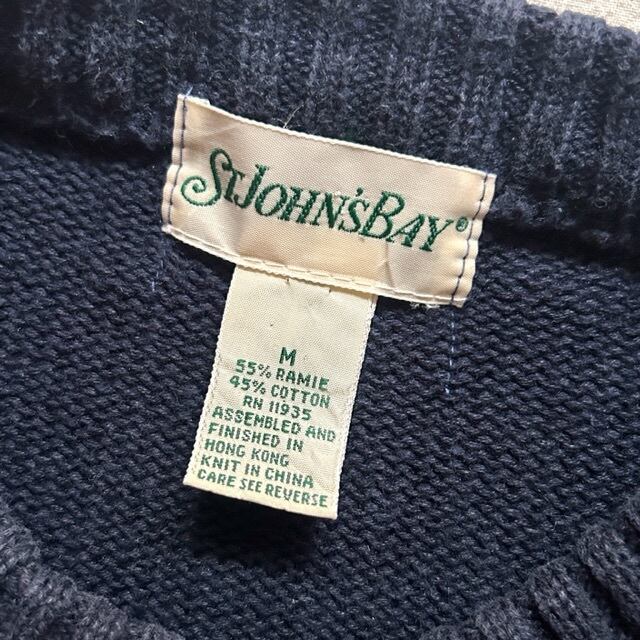 St. John's Bay®
M
55% RAMIE
45% COTTON
RN 11935
ASSEMBLED AND
FINISHED IN
HONG KONG
KNIT IN CHINA
CARE SEE REVERSE